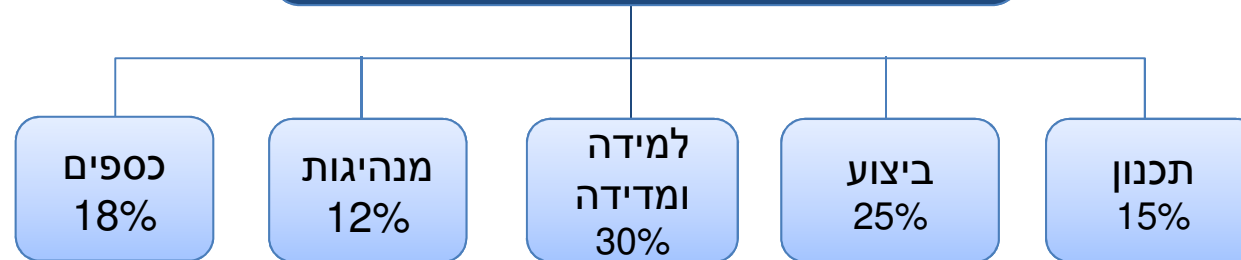 תכנון
15%
ביצוע
25%
למידה
ומדידה
30%
מנהיגות
12%
כספים
18%